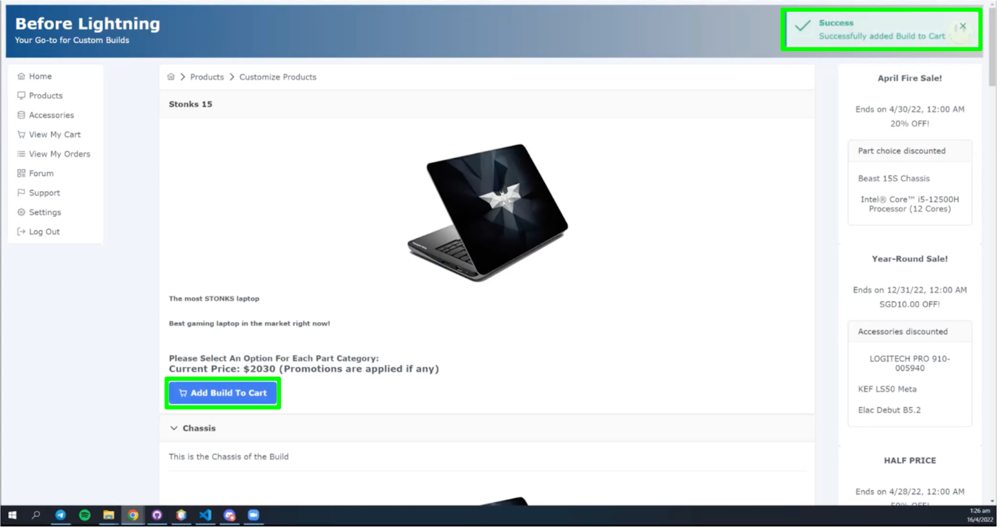 Before Lightning
Your Go-to for Custom Builds
Success
Successfully added Build to Cart
Home
Products
Accessories
View My Cart
View My Orders
Forum
Support
Settings
Log Out
Products
Customize Products
Stonks 15
The most STONKS laptop
Best gaming laptop in the market right now!
Please Select An Option For Each Part Category:
Current Price: $2030 (Promotions are applied if any)
Add Build To Cart
Chassis
This is the Chassis of the Build
April Fire Sale!
Ends on 4/30/22, 12:00 AM
20% OFF!
Part choice discounted
Beast 15S Chassis
Intel® Core™ i5-12500H
Processor (12 Cores)
Year-Round Sale!
Ends on 12/31/22, 12:00 AM
SGD10.00 OFF!
Accessories discounted
LOGITECH PRO 910-
005940
KEF LS50 Meta
Elac Debut B5.2
HALF PRICE
Ends on 4/28/22, 12:00 AM
50% OFF!
1:26 am
16/4/2022